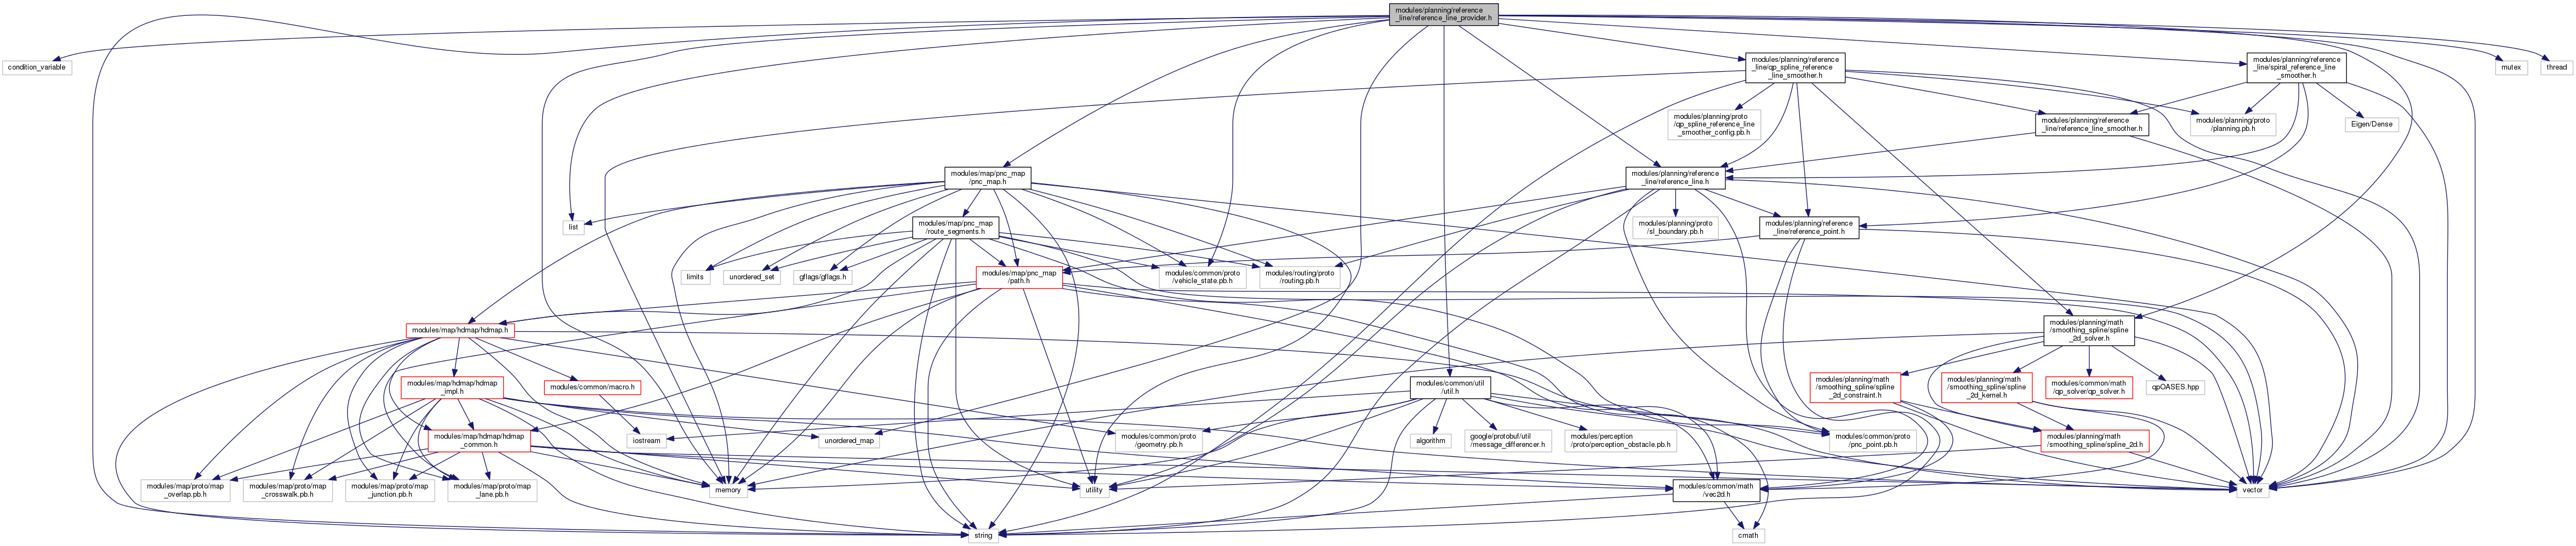 modules/planning/reference
_line/reference_line_provider.h
condition_variable
modules/planning/reference
_line/qp_spline_reference
_line_smoother.h
modules/planning/reference
_line/spiral_reference_line
_smoother.h
mutex
thread
modules/planning/proto
/qp_spline_reference_line
_smoother_config.pb.h
modules/planning/reference
_line/reference_line_smoother.h
modules/planning/proto
/planning.pb.h
Eigen/Dense
modules/map/pnc_map
/pnc_map.h
modules/planning/reference
_line/reference_line.h
list
modules/map/pnc_map
/route_segments.h
modules/planning/proto
/sl_boundary.pb.h
modules/planning/reference
_line/reference_point.h
limits
unordered_set
gflags/gflags.h
modules/map/pnc_map
/path.h
modules/common/proto
/vehicle_state.pb.h
modules/routing/proto
/routing.pb.h
modules/map/hdmap/hdmap.h
modules/planning/math
/smoothing_spline/spline
_2d_solver.h
modules/map/hdmap/hdmap
_impl.h
modules/common/macro.h
modules/common/util
/util.h
modules/planning/math
/smoothing_spline/spline
_2d_constraint.h
modules/planning/math
/smoothing_spline/spline
_2d_kernel.h
modules/common/math
/qp_solver/qp_solver.h
qpOASES.hpp
modules/map/hdmap/hdmap
_common.h
iostream
unordered_map
modules/common/proto
/geometry.pb.h
algorithm
google/protobuf/util
/message_differencer.h
modules/perception
/proto/perception_obstacle.pb.h
modules/common/proto
/pnc_point.pb.h
modules/planning/math
/smoothing_spline/spline_2d.h
modules/map/proto/map
_overlap.pb.h
modules/map/proto/map
_crosswalk.pb.h
modules/map/proto/map
_junction.pb.h
modules/map/proto/map
_lane.pb.h
memory
utility
modules/common/math
/vec2d.h
vector
string
cmath